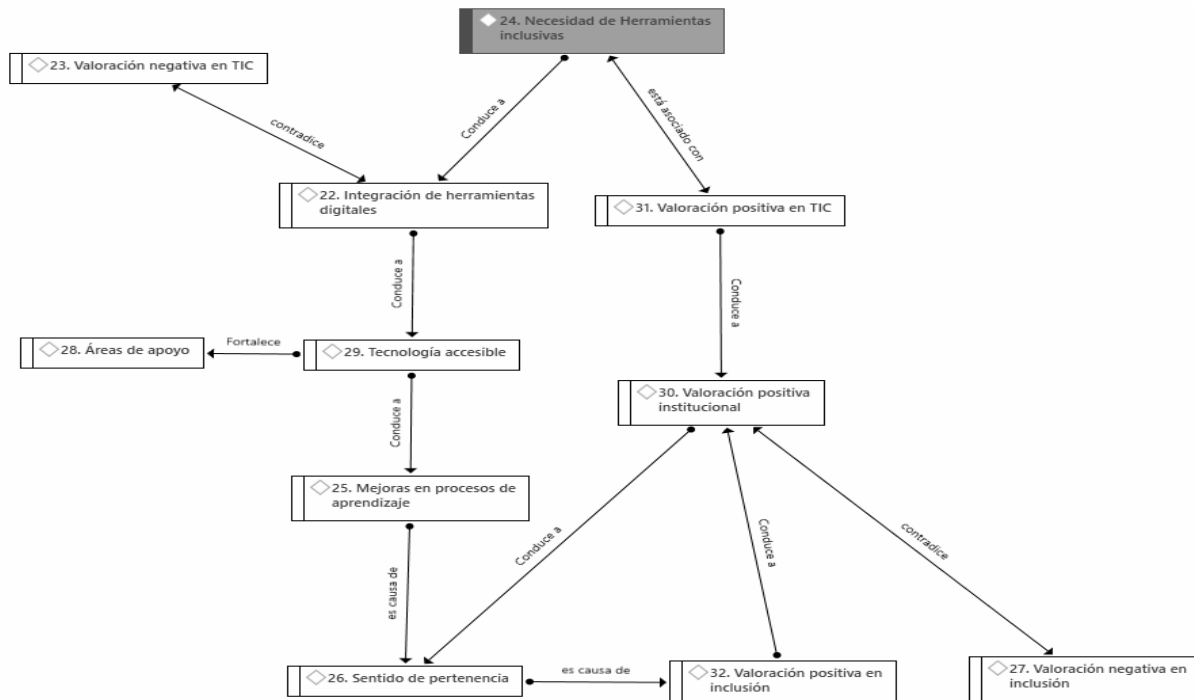 24. Necesidad de Herramientas
inclusivas
23. Valoración negativa en TIC
contradice
Conduce a
está asociado con
22. Integración de herramientas
digitales
31. Valoración positiva en TIC
Conduce a
Conduce a
28. Áreas de apoyo
Fortalece
29. Tecnología accesible
Conduce a
30. Valoración positiva
institucional
25. Mejoras en procesos de
aprendizaje
es causa de
Conduce a
Conduce a
contradice
26. Sentido de pertenencia
es causa de
32. Valoración positiva en
inclusión
27. Valoración negativa en
inclusión